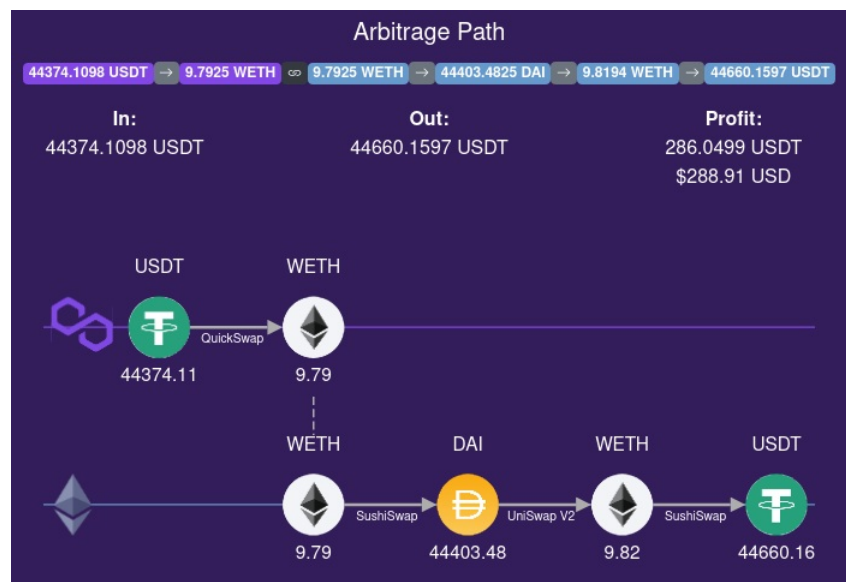 Arbitrage Path
44374.1098 USDT → 9.7925 WETH 9.7925 WETH → 44403.4825 DAI → 9.8194 WETH → 44660.1597 USDT
In: Out: Profit:
44374.1098 USDT 44660.1597 USDT 286.0499 USDT
$288.91 USD
USDT WETH
QuickSwap
44374.11 9.79
WETH DAI WETH USDT
SushiSwap UniSwap V2 SushiSwap
9.79 44403.48 9.82 44660.16